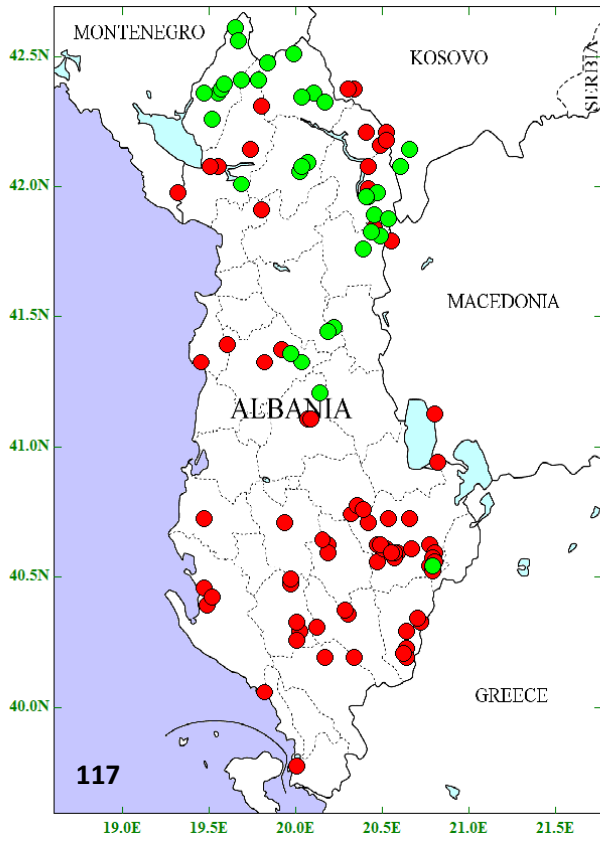 MONTENEGRO
42.5N
KOSOVO
SERBIA
42.0N
41.5N
MACEDONIA
ALBANIA
41.0N
40.5N
40.0N
GREECE
117
19.0E 19.5E 20.0E 20.5E 21.0E 21.5E